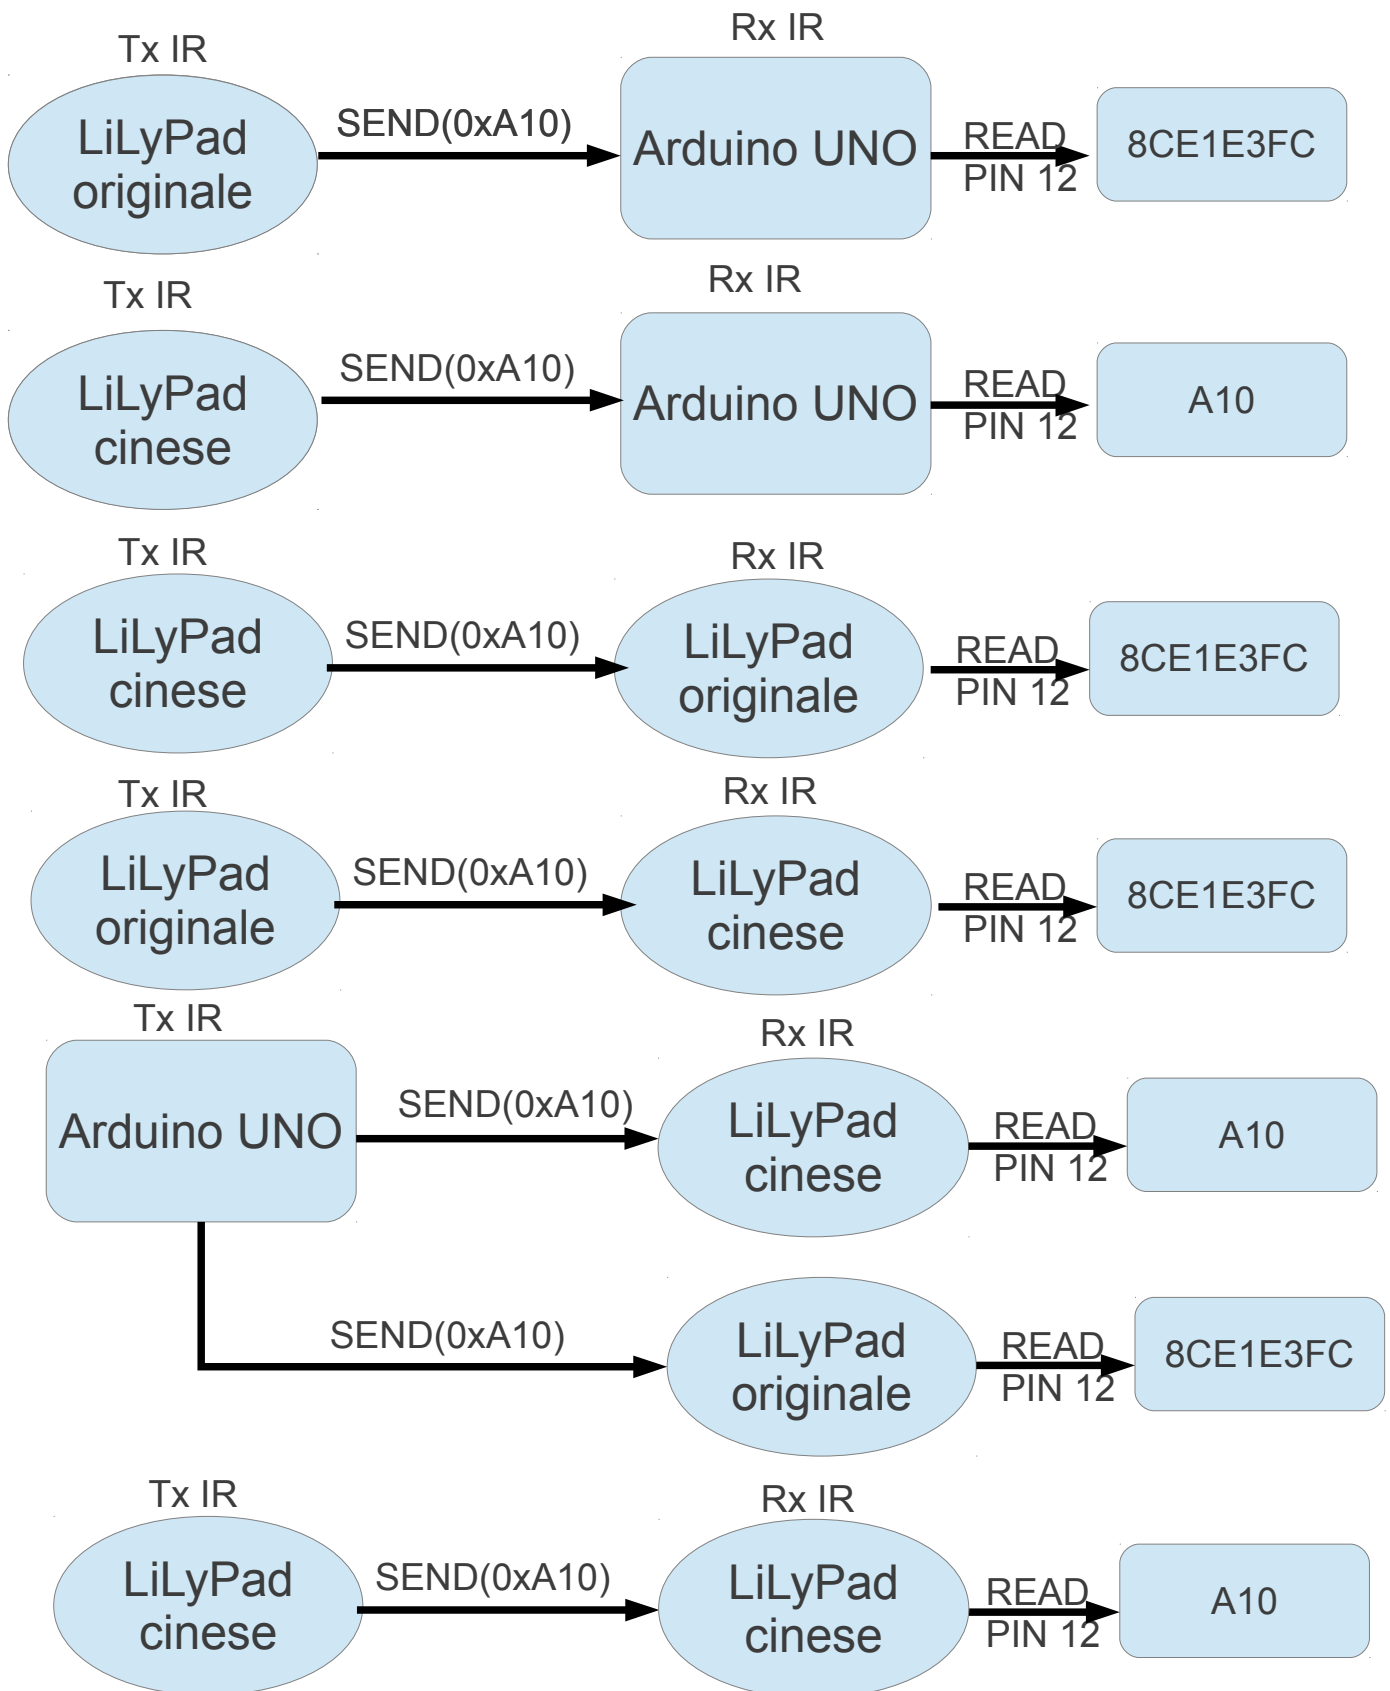 Tx IR
Rx IR
LiLyPad
originale
SEND(0xA10)
Arduino UNO
READ
PIN 12
8CE1E3FC
Tx IR
Rx IR
LiLyPad
cinese
SEND(0xA10)
Arduino UNO
READ
PIN 12
A10
Tx IR
Rx IR
LiLyPad
cinese
SEND(0xA10)
LiLyPad
originale
READ
PIN 12
8CE1E3FC
Tx IR
Rx IR
LiLyPad
originale
SEND(0xA10)
LiLyPad
cinese
READ
PIN 12
8CE1E3FC
Tx IR
Rx IR
Arduino UNO
SEND(0xA10)
LiLyPad
cinese
READ
PIN 12
A10
SEND(0xA10)
LiLyPad
originale
READ
PIN 12
8CE1E3FC
Tx IR
Rx IR
LiLyPad
cinese
SEND(0xA10)
LiLyPad
cinese
READ
PIN 12
A10